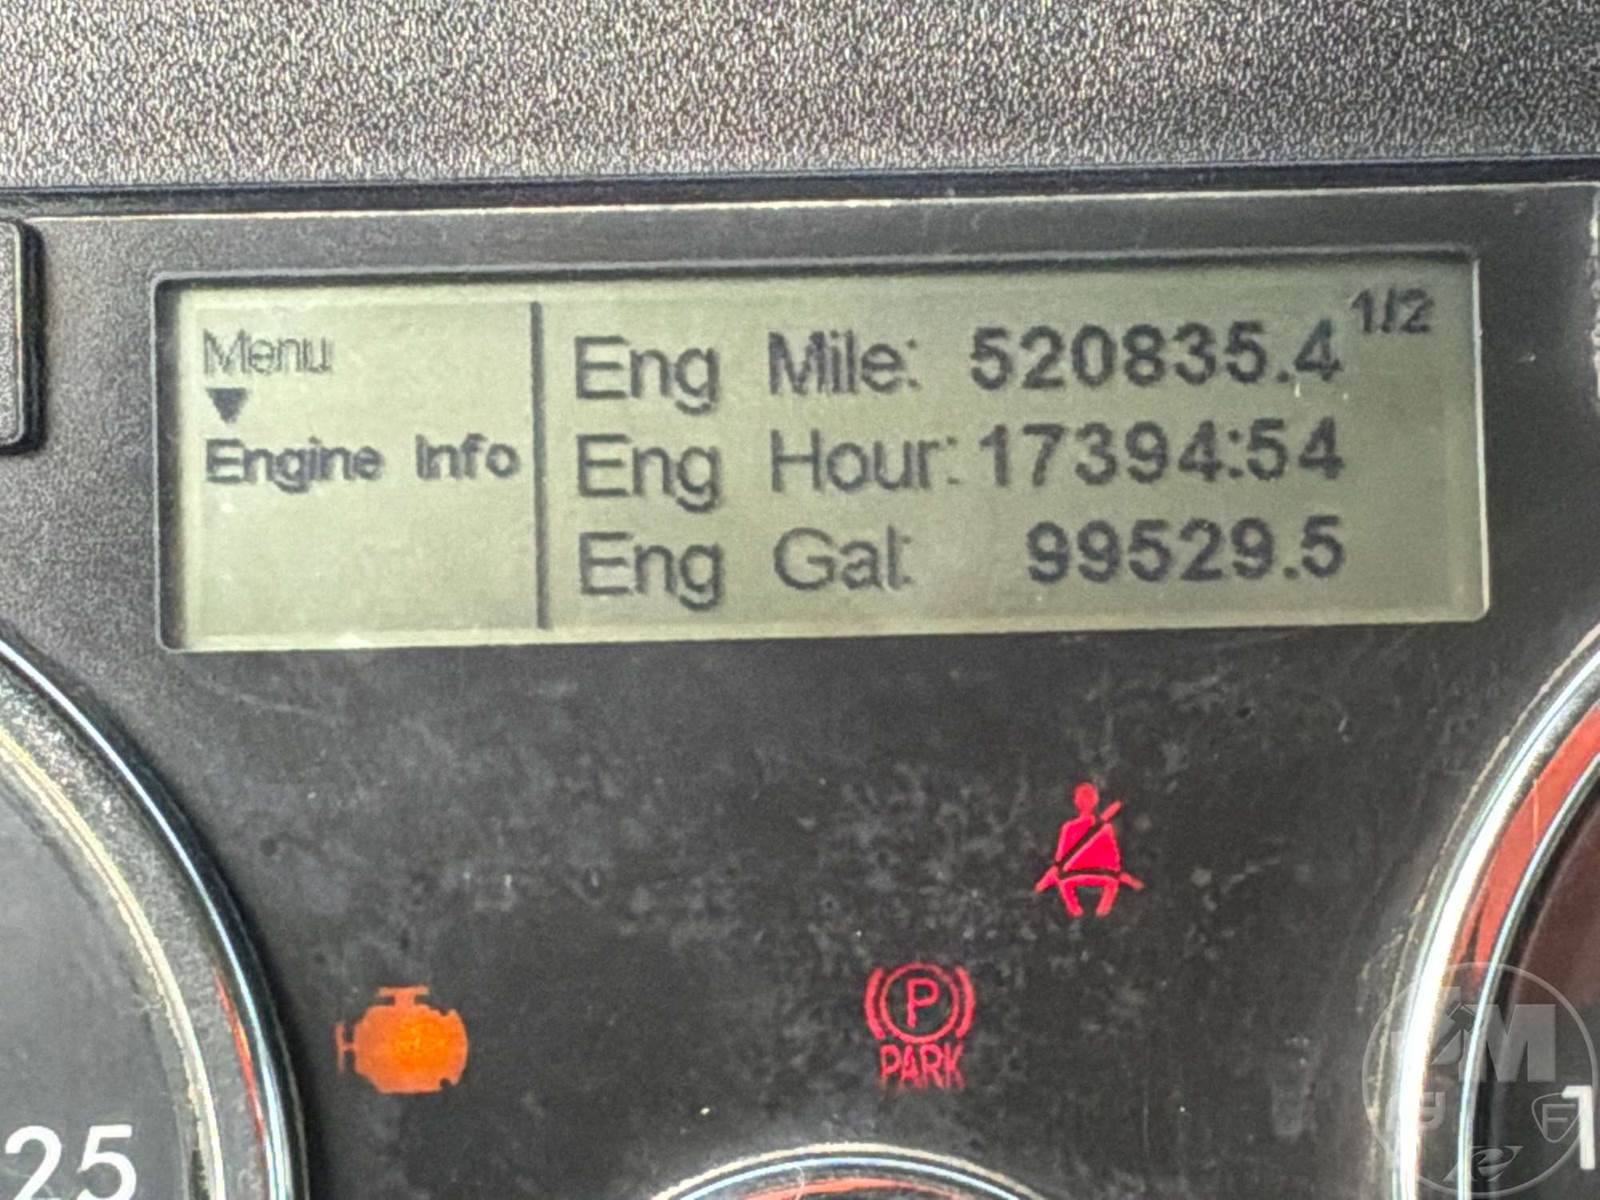 1/2
Menu
Engine Info
Eng Mile: 520835.4
Eng Hour: 17394:54
Eng Gal: 99529.5
P
PARK
25
1
M
F